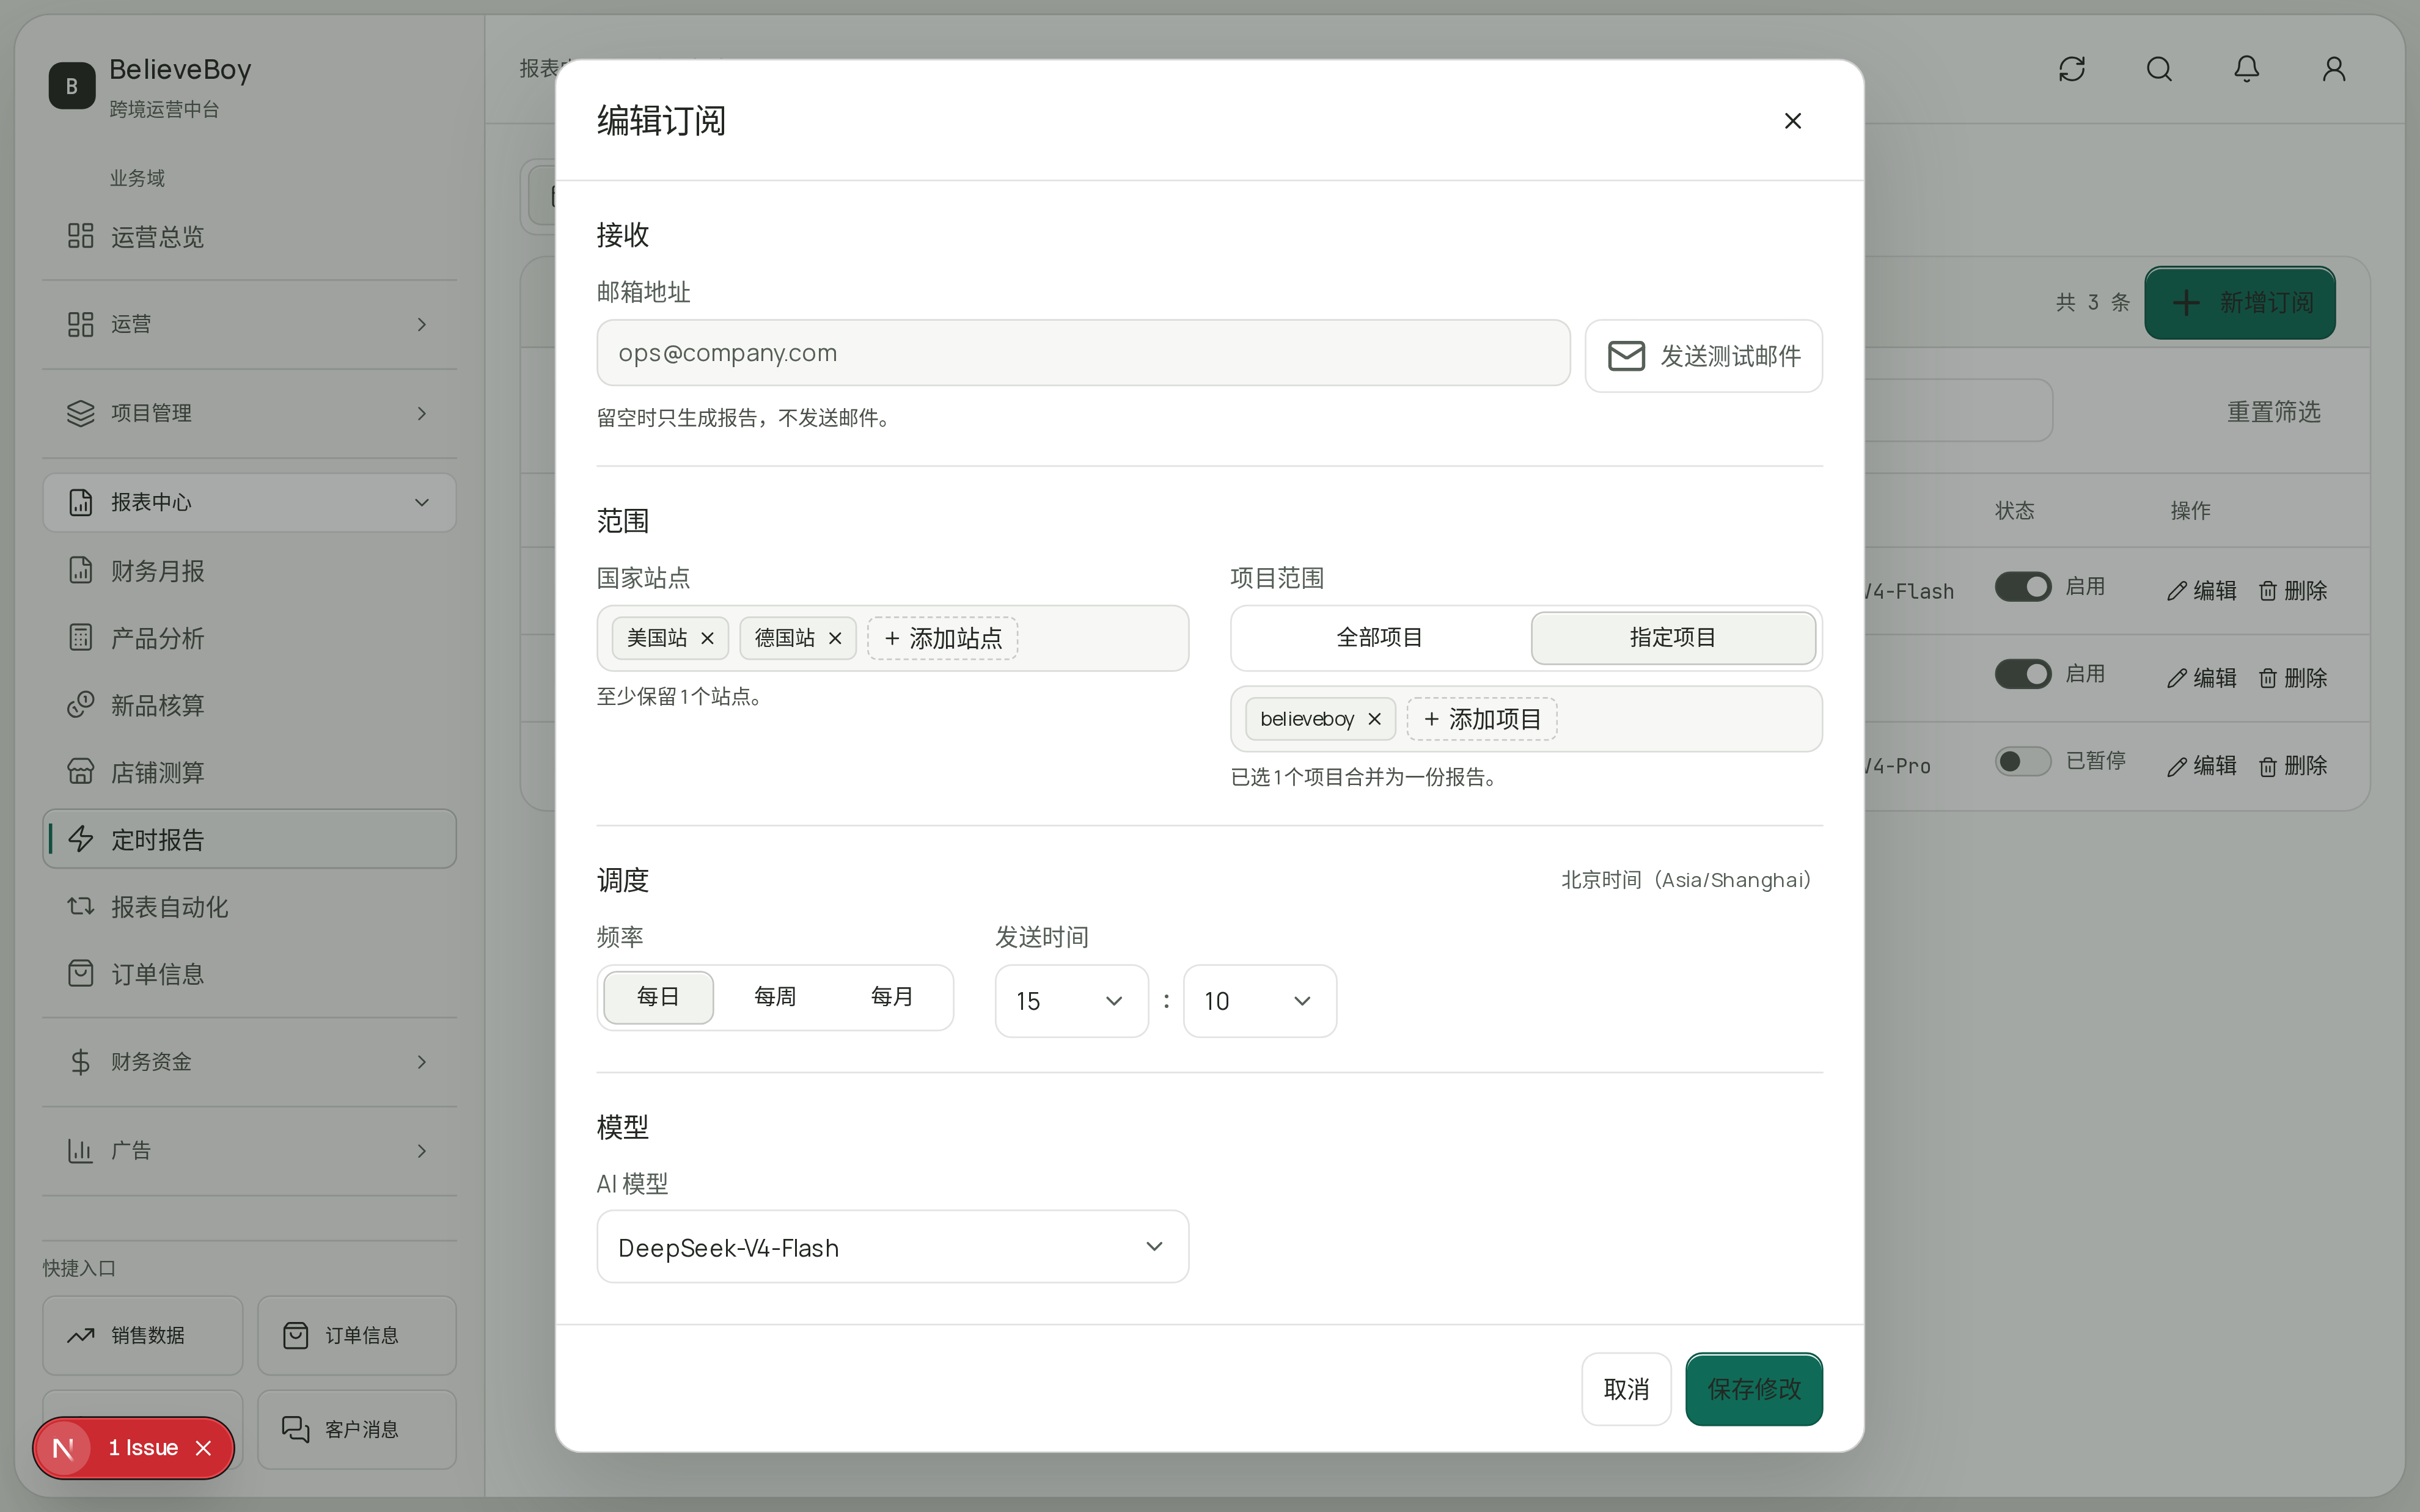 B
BelieveBoy
跨境运营中台
业务域
运营总览
运营
项目管理
报表中心
财务月报
产品分析
新品核算
店铺测算
定时报告
报表自动化
订单信息
财务资金
广告
快捷入口
销售数据
订单信息
客户消息
N 1 Issue
报表
共 3 条
新增订阅
重置筛选
状态
操作
V4-Flash
启用
编辑
删除
启用
编辑
删除
V4-Pro
已暂停
编辑
删除
编辑订阅
接收
邮箱地址
ops@company.com
发送测试邮件
留空时只生成报告，不发送邮件。
范围
国家站点
美国站
德国站
+ 添加站点
至少保留1个站点。
项目范围
全部项目
指定项目
believeboy
+ 添加项目
已选1个项目合并为一份报告。
调度
北京时间（Asia/Shanghai）
频率
每日
每周
每月
发送时间
15 : 10
模型
AI 模型
DeepSeek-V4-Flash
取消
保存修改